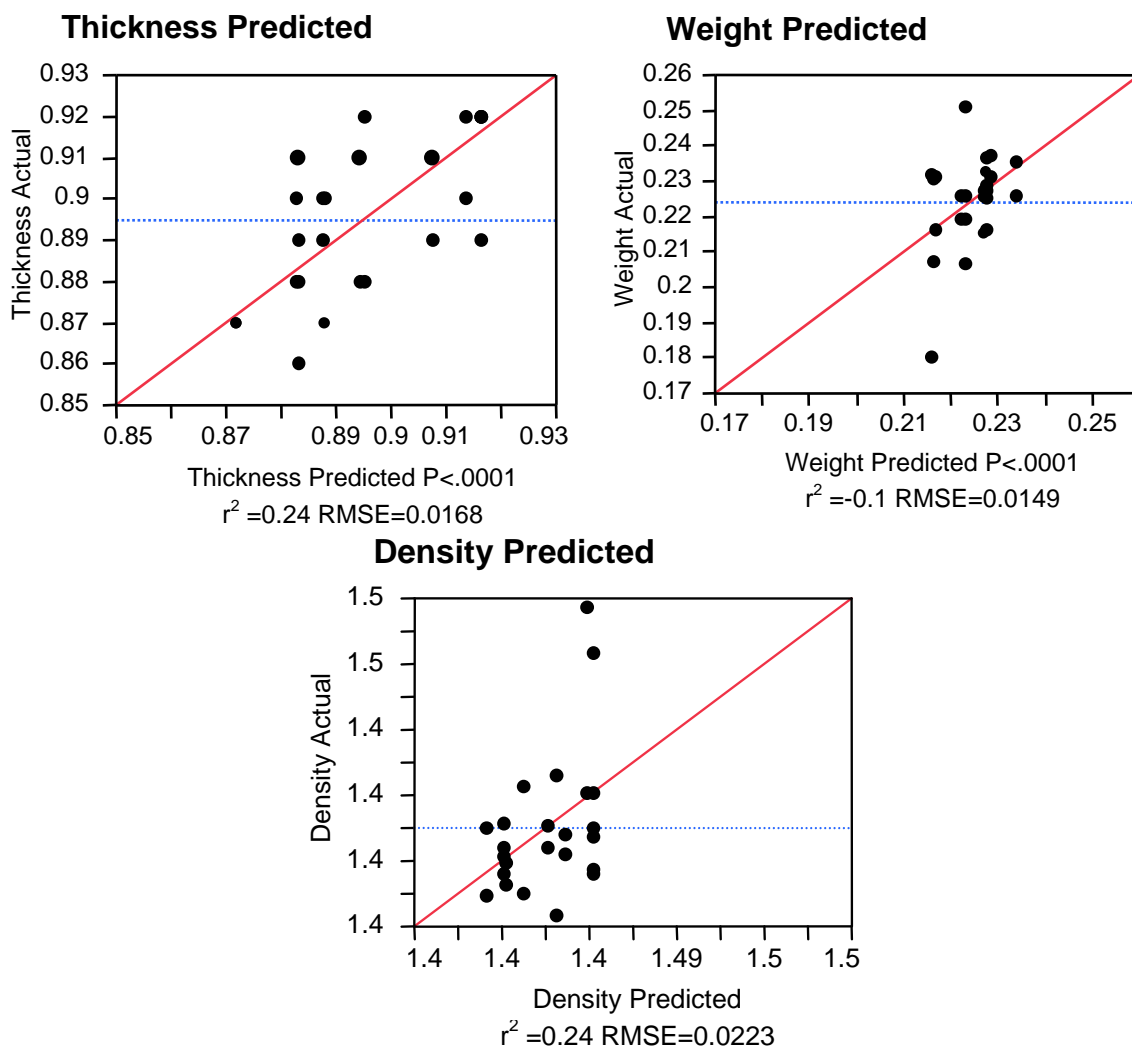 Thickness Predicted
Thickness Actual
0.93
0.92
0.91
0.9
0.89
0.88
0.87
0.86
0.85
0.85 0.87 0.89 0.9 0.91 0.93
Thickness Predicted P<.0001
r² =0.24 RMSE=0.0168
Weight Predicted
Weight Actual
0.26
0.25
0.24
0.23
0.22
0.21
0.2
0.19
0.18
0.17
0.17 0.19 0.21 0.23 0.25
Weight Predicted P<.0001
r² =-0.1 RMSE=0.0149
Density Predicted
Density Actual
1.5
1.5
1.4
1.4
1.4
1.4
1.4 1.4 1.4 1.49 1.5 1.5
Density Predicted
r² =0.24 RMSE=0.0223